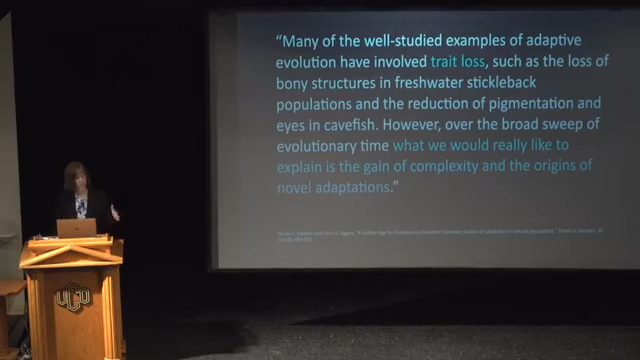 “Many of the well-studied examples of adaptive
evolution have involved trait loss, such as the loss of
bony structures in freshwater stickleback
populations and the reduction of pigmentation and
eyes in cavefish. However, over the broad sweep of
evolutionary time what we would really like to
explain is the gain of complexity and the origins of
novel adaptations.”
UCO